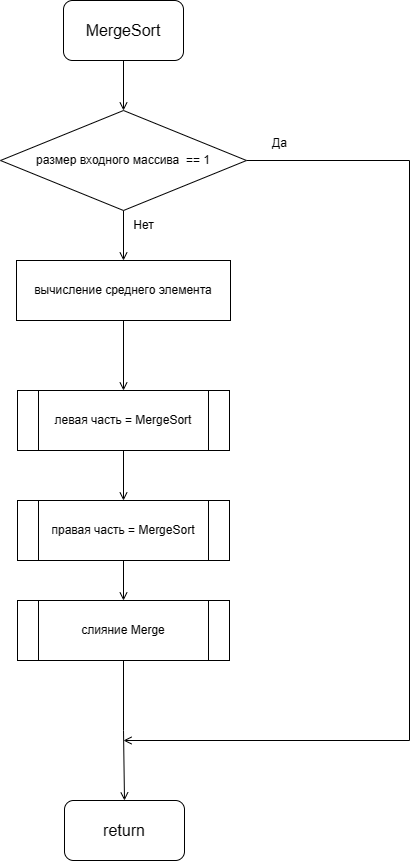 MergeSort
размер входного массива == 1
Да
Нет
вычисление среднего элемента
левая часть = MergeSort
правая часть = MergeSort
слияние Merge
return